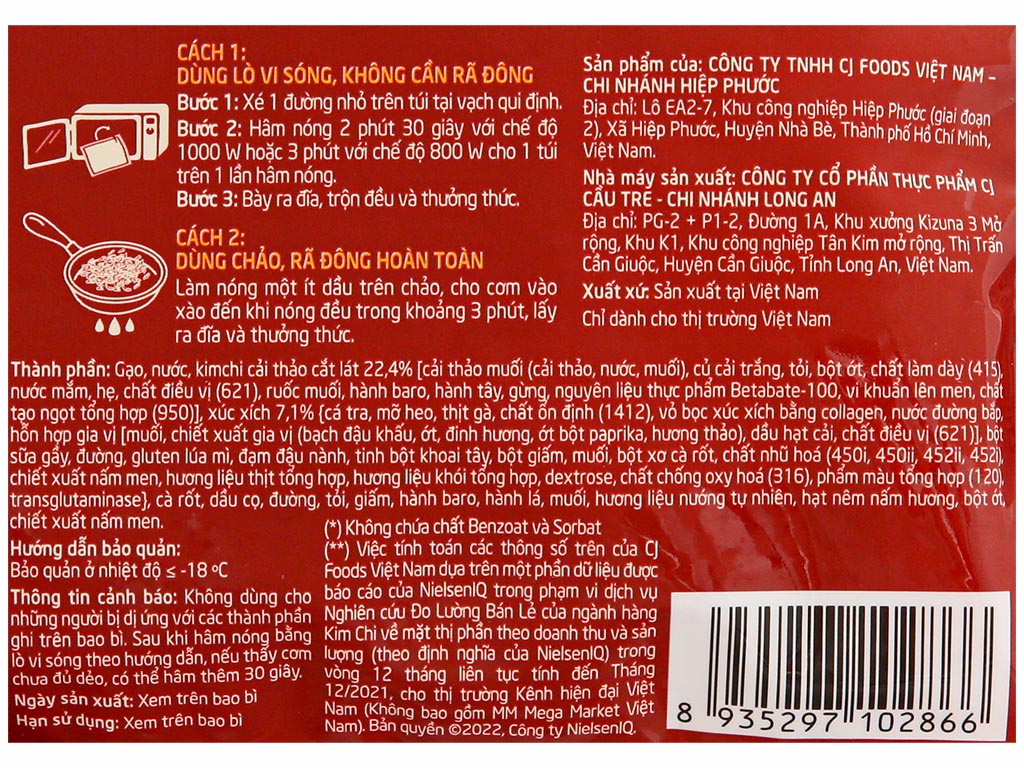 CÁCH 1:
DÙNG LÒ VI SÓNG, KHÔNG CẦN RÃ ĐÔNG
Bước 1: Xé 1 đường nhỏ trên túi tại vạch qui định.
Bước 2: Hâm nóng 2 phút 30 giây với chế độ
1000 W hoặc 3 phút với chế độ 800 W cho 1 túi
trên 1 lần hâm nóng.
Bước 3: Bày ra đĩa, trộn đều và thưởng thức.
CÁCH 2:
DÙNG CHẢO, RÃ ĐÔNG HOÀN TOÀN
Làm nóng một ít dầu trên chảo, cho cơm vào
xào đến khi nóng đều trong khoảng 3 phút, lấy
ra đĩa và thưởng thức.
Sản phẩm của: CÔNG TY TNHH CJ FOODS VIỆT NAM –
CHI NHÁNH HIỆP PHƯỚC
Địa chỉ: Lô EA2-7, Khu công nghiệp Hiệp Phước (giai đoạn
2), Xã Hiệp Phước, Huyện Nhà Bè, Thành phố Hồ Chí Minh,
Việt Nam.
Nhà máy sản xuất: CÔNG TY CỔ PHẦN THỰC PHẨM CJ
CẦU TRE - CHI NHÁNH LONG AN
Địa chỉ: PG-2 + P1-2, Đường 1A, Khu xưởng Kizuna 3 Mở
rộng, Khu K1, Khu công nghiệp Tân Kim mở rộng, Thị Trấn
Cần Giuộc, Huyện Cần Giuộc, Tỉnh Long An, Việt Nam.
Xuất xứ: Sản xuất tại Việt Nam
Chỉ dành cho thị trường Việt Nam
Thành phần: Gạo, nước, kimchi cải thảo cắt lát 22,4% [cải thảo muối (cải thảo, nước, muối), củ cải trắng, tỏi, bột ớt, chất làm dày (415),
nước mắm, hẹ, chất điều vị (621), ruốc muối, hành baro, hành tây, gừng, nguyên liệu thực phẩm Betabate-100, vi khuẩn lên men, chất
tạo ngọt tổng hợp (950)], xúc xích 7,1% {cá tra, mỡ heo, thịt gà, chất ổn định (1412), vỏ bọc xúc xích bằng collagen, nước đường bắp,
hỗn hợp gia vị [muối, chiết xuất gia vị (bạch đậu khấu, ớt, đinh hương, ớt bột paprika, hương thảo), dầu hạt cải, chất điều vị (621)], bột
sữa gầy, đường, gluten lúa mì, đạm đậu nành, tinh bột khoai tây, bột giấm, muối, bột xơ cà rốt, chất nhũ hoá (450i, 450ii, 452ii, 452i),
chiết xuất nấm men, hương liệu thịt tổng hợp, hương liệu khói tổng hợp, dextrose, chất chống oxy hoá (316), phẩm màu tổng hợp (120),
transglutaminase}, cà rốt, dầu cọ, đường, tỏi, giấm, hành baro, hành lá, muối, hương liệu nướng tự nhiên, hạt nêm nấm hương, bột ớt,
chiết xuất nấm men.
Hướng dẫn bảo quản:
Bảo quản ở nhiệt độ ≤ -18 ºC
Thông tin cảnh báo: Không dùng cho
những người bị dị ứng với các thành phần
ghi trên bao bì. Sau khi hâm nóng bằng
lò vi sóng theo hướng dẫn, nếu thấy cơm
chưa đủ dẻo, có thể hâm thêm 30 giây.
Ngày sản xuất: Xem trên bao bì
Hạn sử dụng: Xem trên bao bì
(*) Không chứa chất Benzoat và Sorbat
(**) Việc tính toán các thông số trên của CJ
Foods Việt Nam dựa trên một phần dữ liệu được
báo cáo của NielsenIQ trong phạm vi dịch vụ
Nghiên cứu Đo Lường Bán Lẻ của ngành hàng
Kim Chi về mặt thị phần theo doanh thu và sản
lượng (theo định nghĩa của NielsenIQ) trong
vòng 12 tháng liên tục tính đến Tháng
12/2021, cho thị trường Kênh hiện đại Việt
Nam (Không bao gồm MM Mega Market Việt
Nam). Bản quyền ©2022, Công ty NielsenIQ.
8 935297 102866